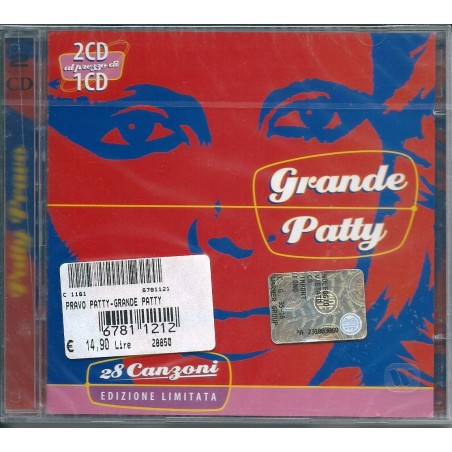 2CD
al prezzo di
1CD
CD
Patty Pravo
Grande
Patty
C 1161 6781121
PRAVO PATTY-GRANDE PATTY
6781 1212
€ 14,90 Lire 28850
28 Canzoni
EDIZIONE LIMITATA